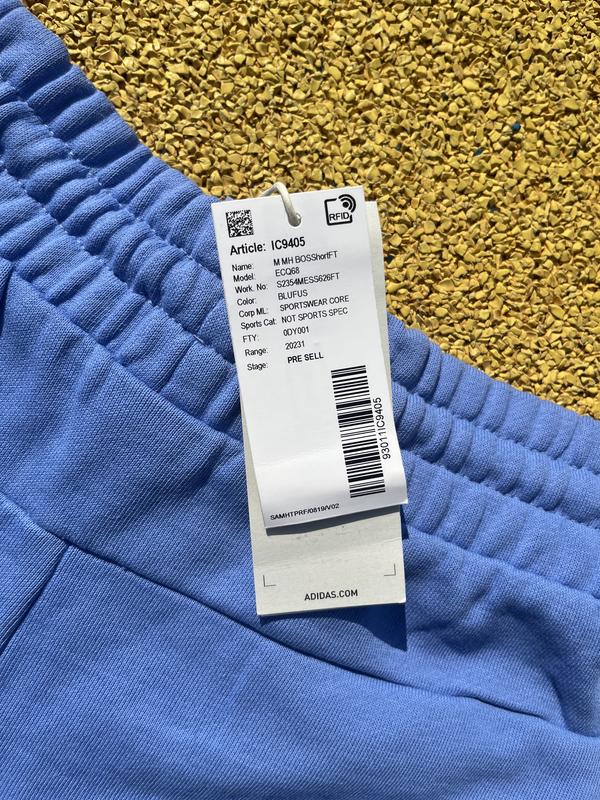 RFID
Article: IC9405
Name: M MH BOSShortFT
Model: ECQ68
Work. No: S2354MESS626FT
Color: BLUFUS
Corp ML: SPORTSWEAR CORE
Sports Cat: NOT SPORTS SPEC
FTY: 0DY001
Range: 20231
Stage: PRE SELL
93011IC9405
SAMHTPRF/0819/V02
ADIDAS.COM